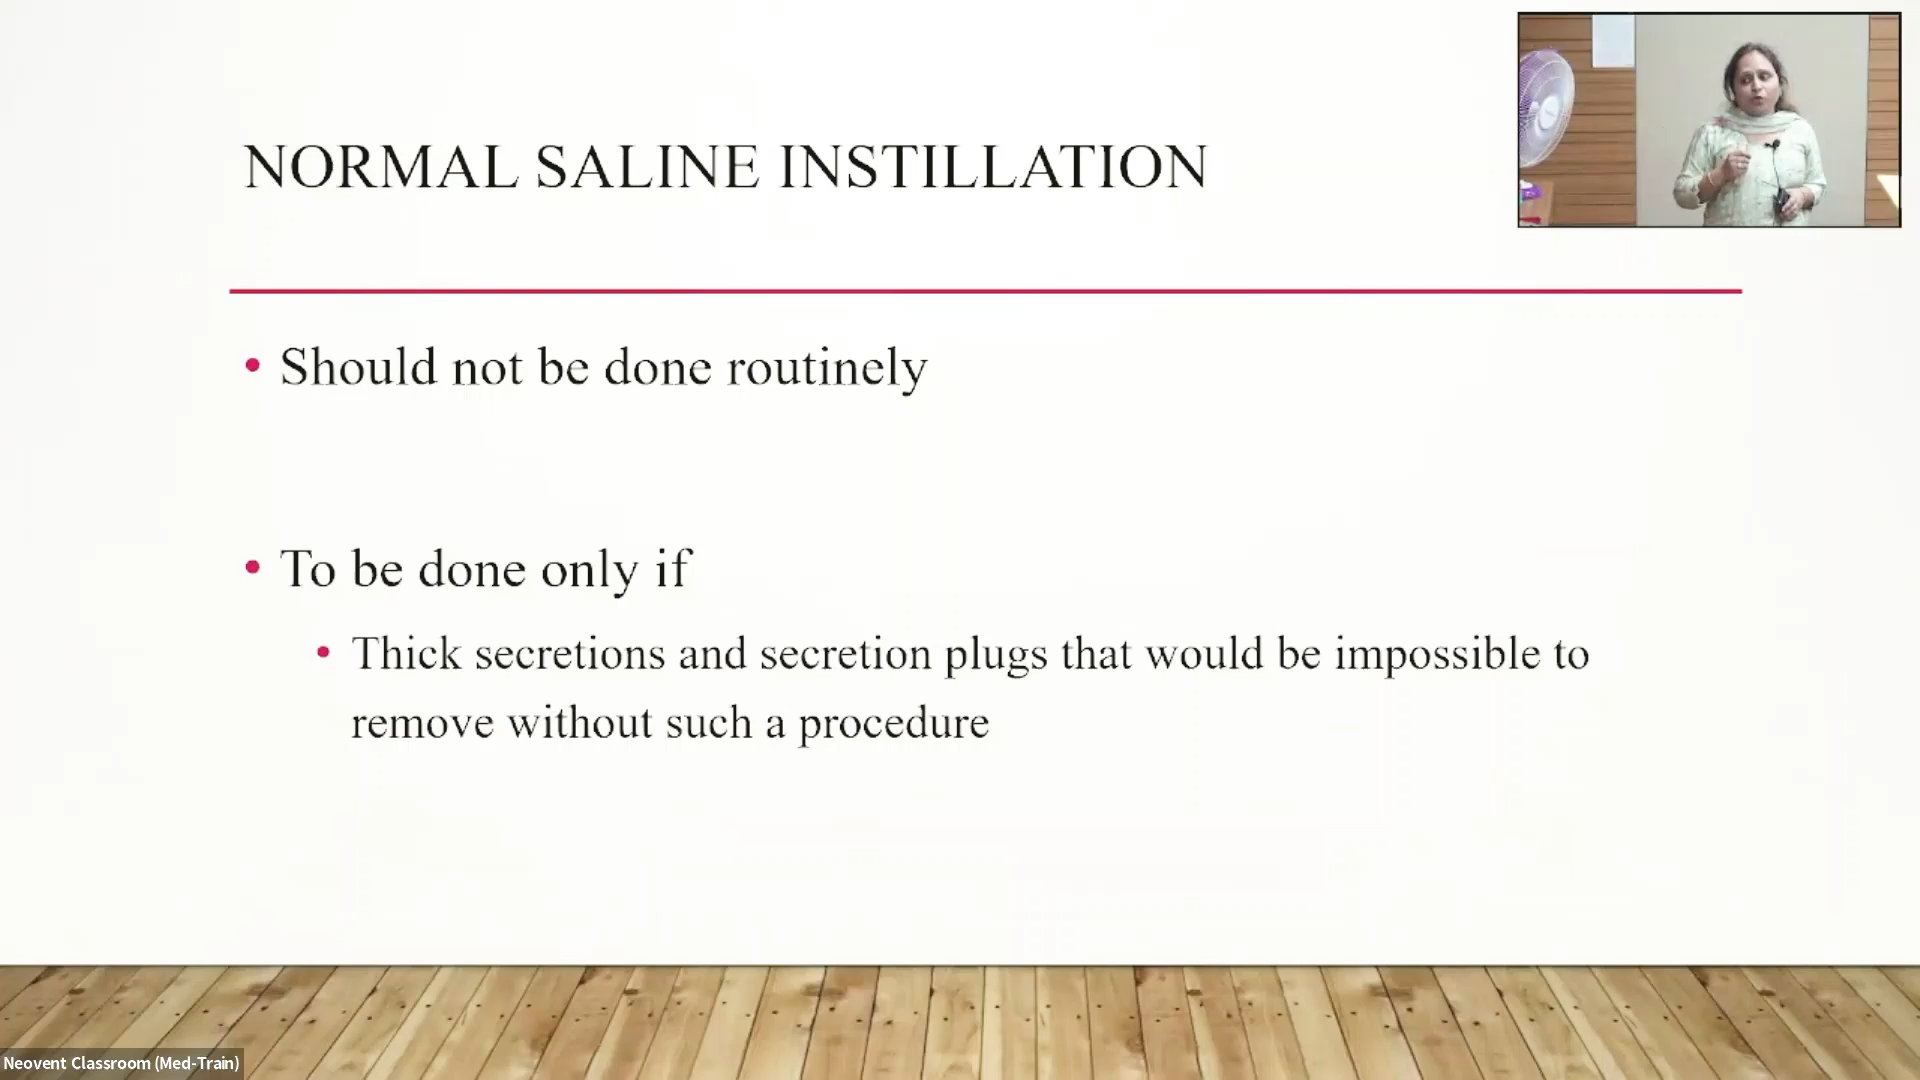 NORMAL SALINE INSTILLATION
• Should not be done routinely
• To be done only if
• Thick secretions and secretion plugs that would be impossible to
remove without such a procedure
Neovent Classroom (Med-Train)